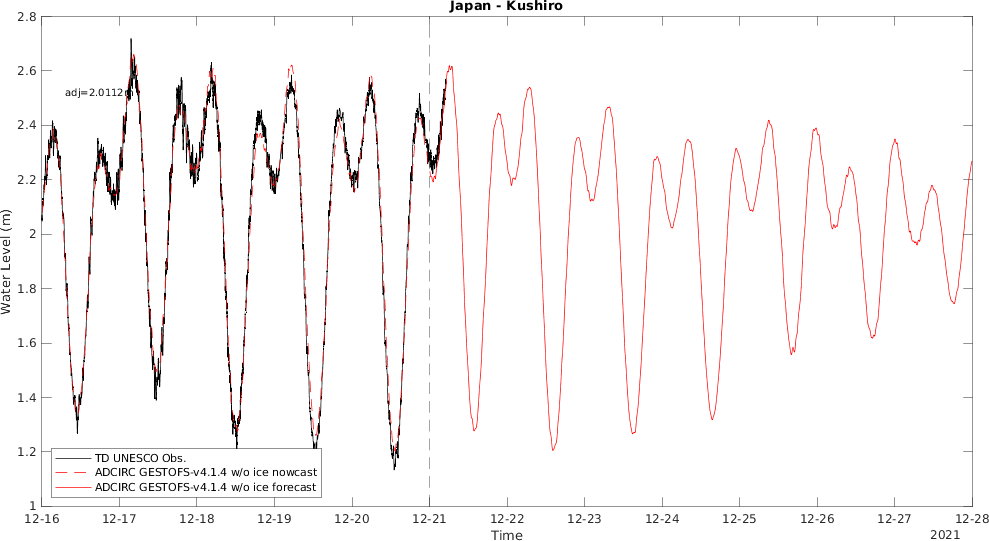 Japan - Kushiro
2.8
2.6
2.4
2.2
2
1.8
1.6
1.4
1.2
1
Water Level (m)
adj=2.0112
TD UNESCO Obs.
ADCIRC GESTOFS-v4.1.4 w/o ice nowcast
ADCIRC GESTOFS-v4.1.4 w/o ice forecast
12-16 12-17 12-18 12-19 12-20 12-21 12-22 12-23 12-24 12-25 12-26 12-27 12-28
Time
2021